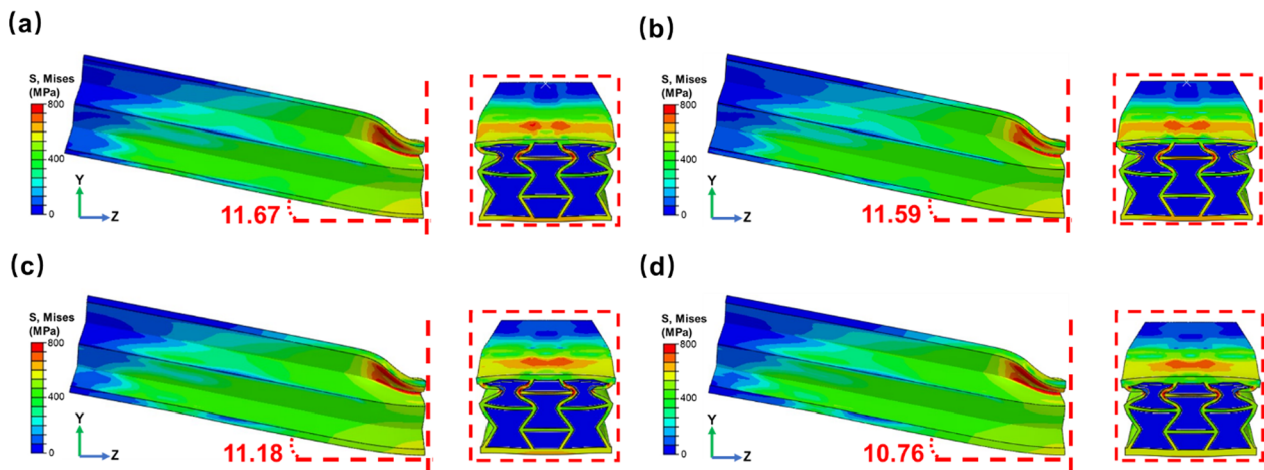 (a)
S, Mises
(MPa)
800
400
0
Y
Z
11.67
(b)
S, Mises
(MPa)
800
400
0
Y
Z
11.59
(c)
S, Mises
(MPa)
800
400
0
Y
Z
11.18
(d)
S, Mises
(MPa)
800
400
0
Y
Z
10.76